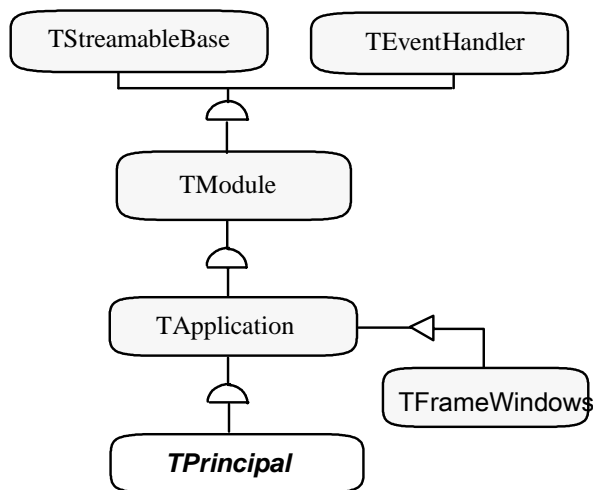 TStreamableBase
TEventHandler
TModule
TApplication
TFrameWindows
TPrincipal